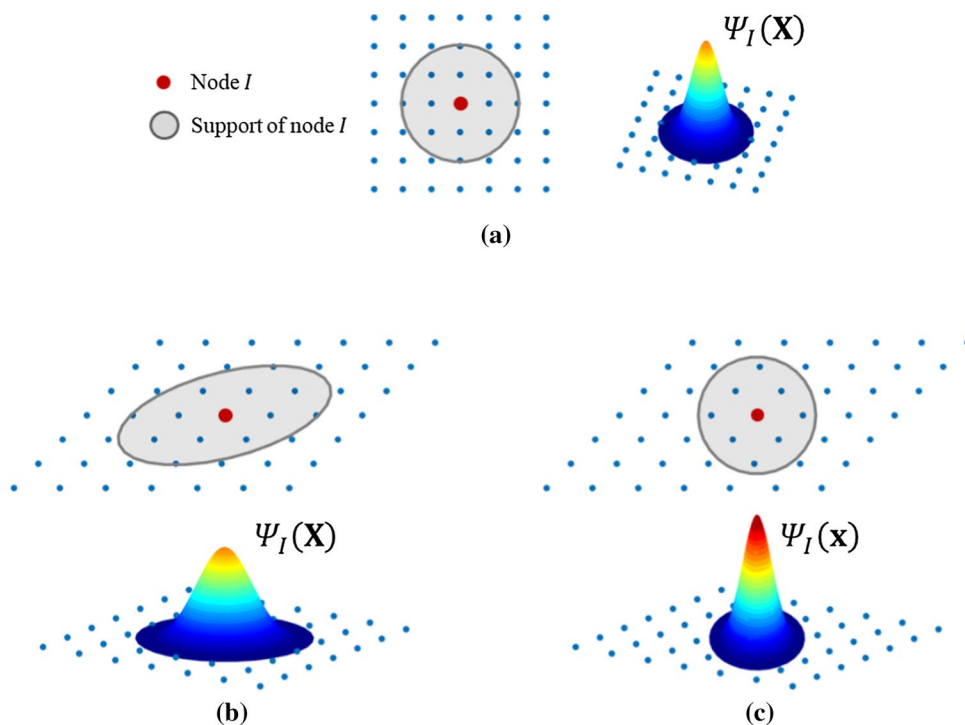 Ψ_I(X)
Node I
Support of node I
(a)
Ψ_I(X)
Ψ_I(x)
(b)
(c)